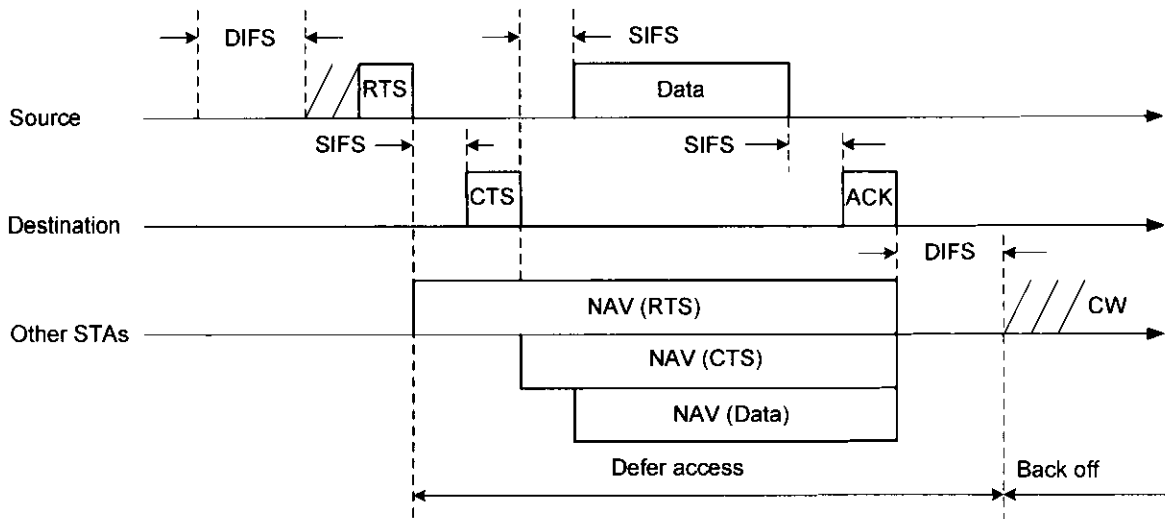 DIFS
SIFS
RTS
Data
Source
SIFS
SIFS
CTS
ACK
Destination
DIFS
NAV (RTS)
CW
Other STAs
NAV (CTS)
NAV (Data)
Defer access
Back off